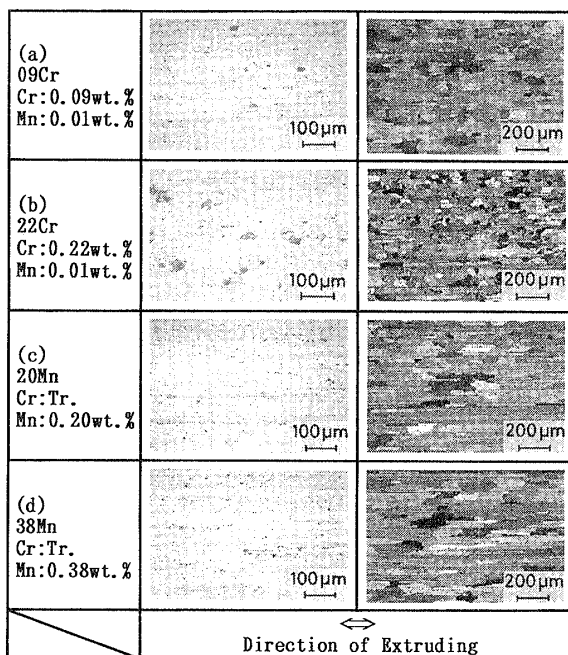 (a)
09Cr
Cr:0.09wt.%
Mn:0.01wt.%
100μm
200μm
(b)
22Cr
Cr:0.22wt.%
Mn:0.01wt.%
100μm
200μm
(c)
20Mn
Cr:Tr.
Mn:0.20wt.%
100μm
200μm
(d)
38Mn
Cr:Tr.
Mn:0.38wt.%
100μm
200μm
Direction of Extruding